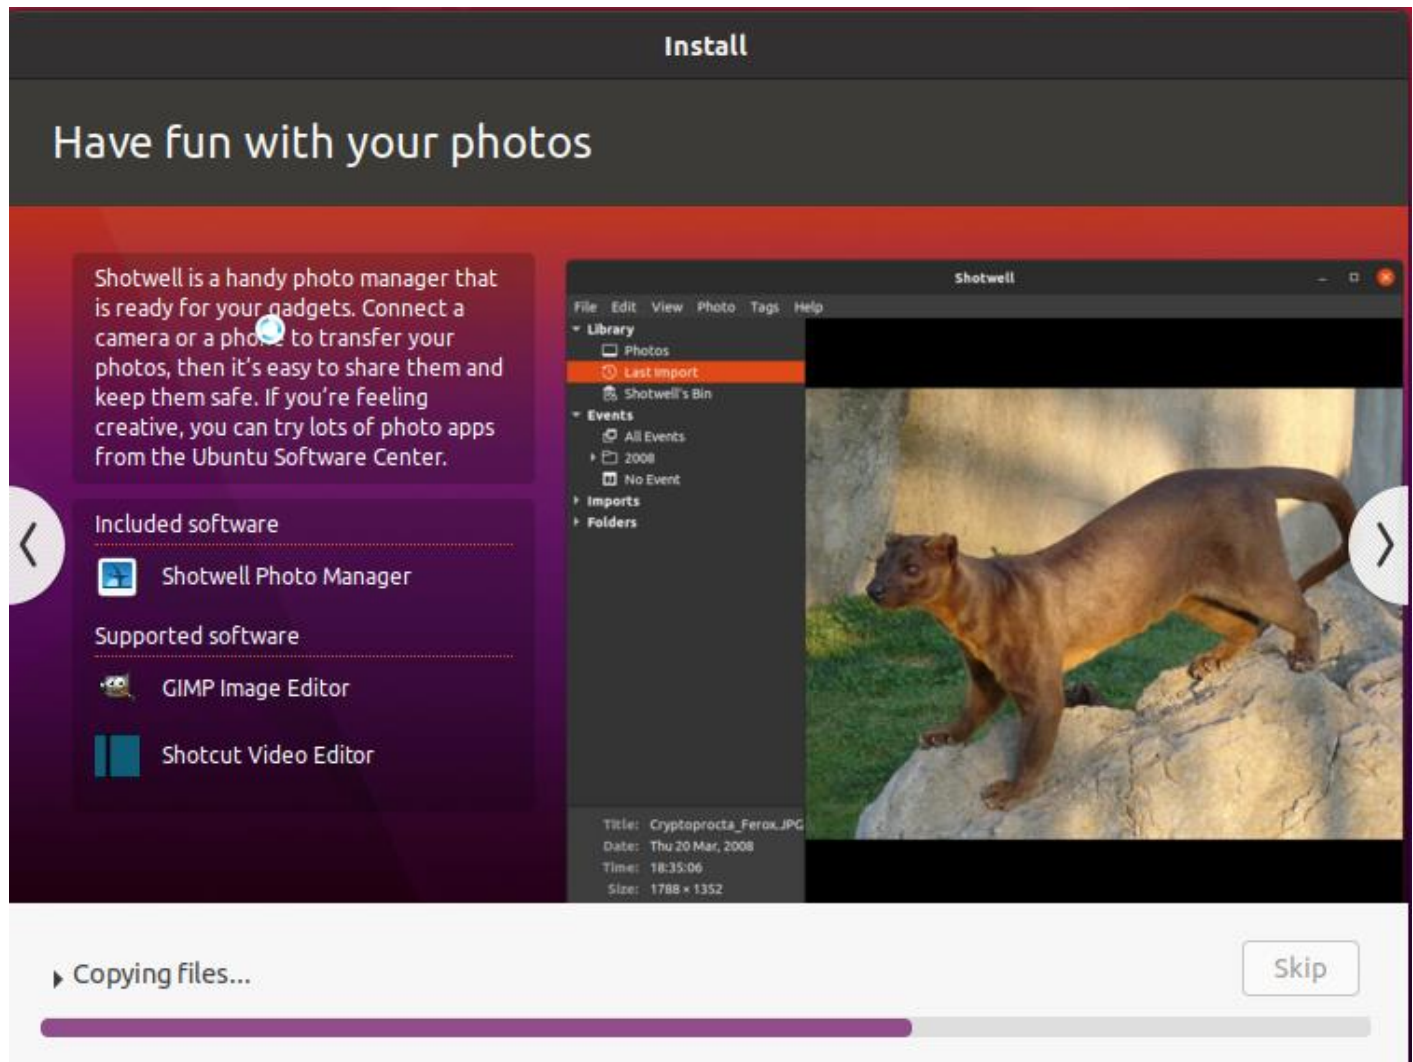 Install
Have fun with your photos
Shotwell is a handy photo manager that
is ready for your gadgets. Connect a
camera or a phone to transfer your
photos, then it’s easy to share them and
keep them safe. If you’re feeling
creative, you can try lots of photo apps
from the Ubuntu Software Center.
Included software
Shotwell Photo Manager
Supported software
GIMP Image Editor
Shotcut Video Editor
Shotwell
File Edit View Photo Tags Help
Library
Photos
Last Import
Shotwell's Bin
Events
All Events
2008
No Event
Imports
Folders
Title: Cryptoprocta_Ferox.JPG
Date: Thu 20 Mar, 2008
Time: 18:35:06
Size: 1788 × 1352
Copying files...
Skip